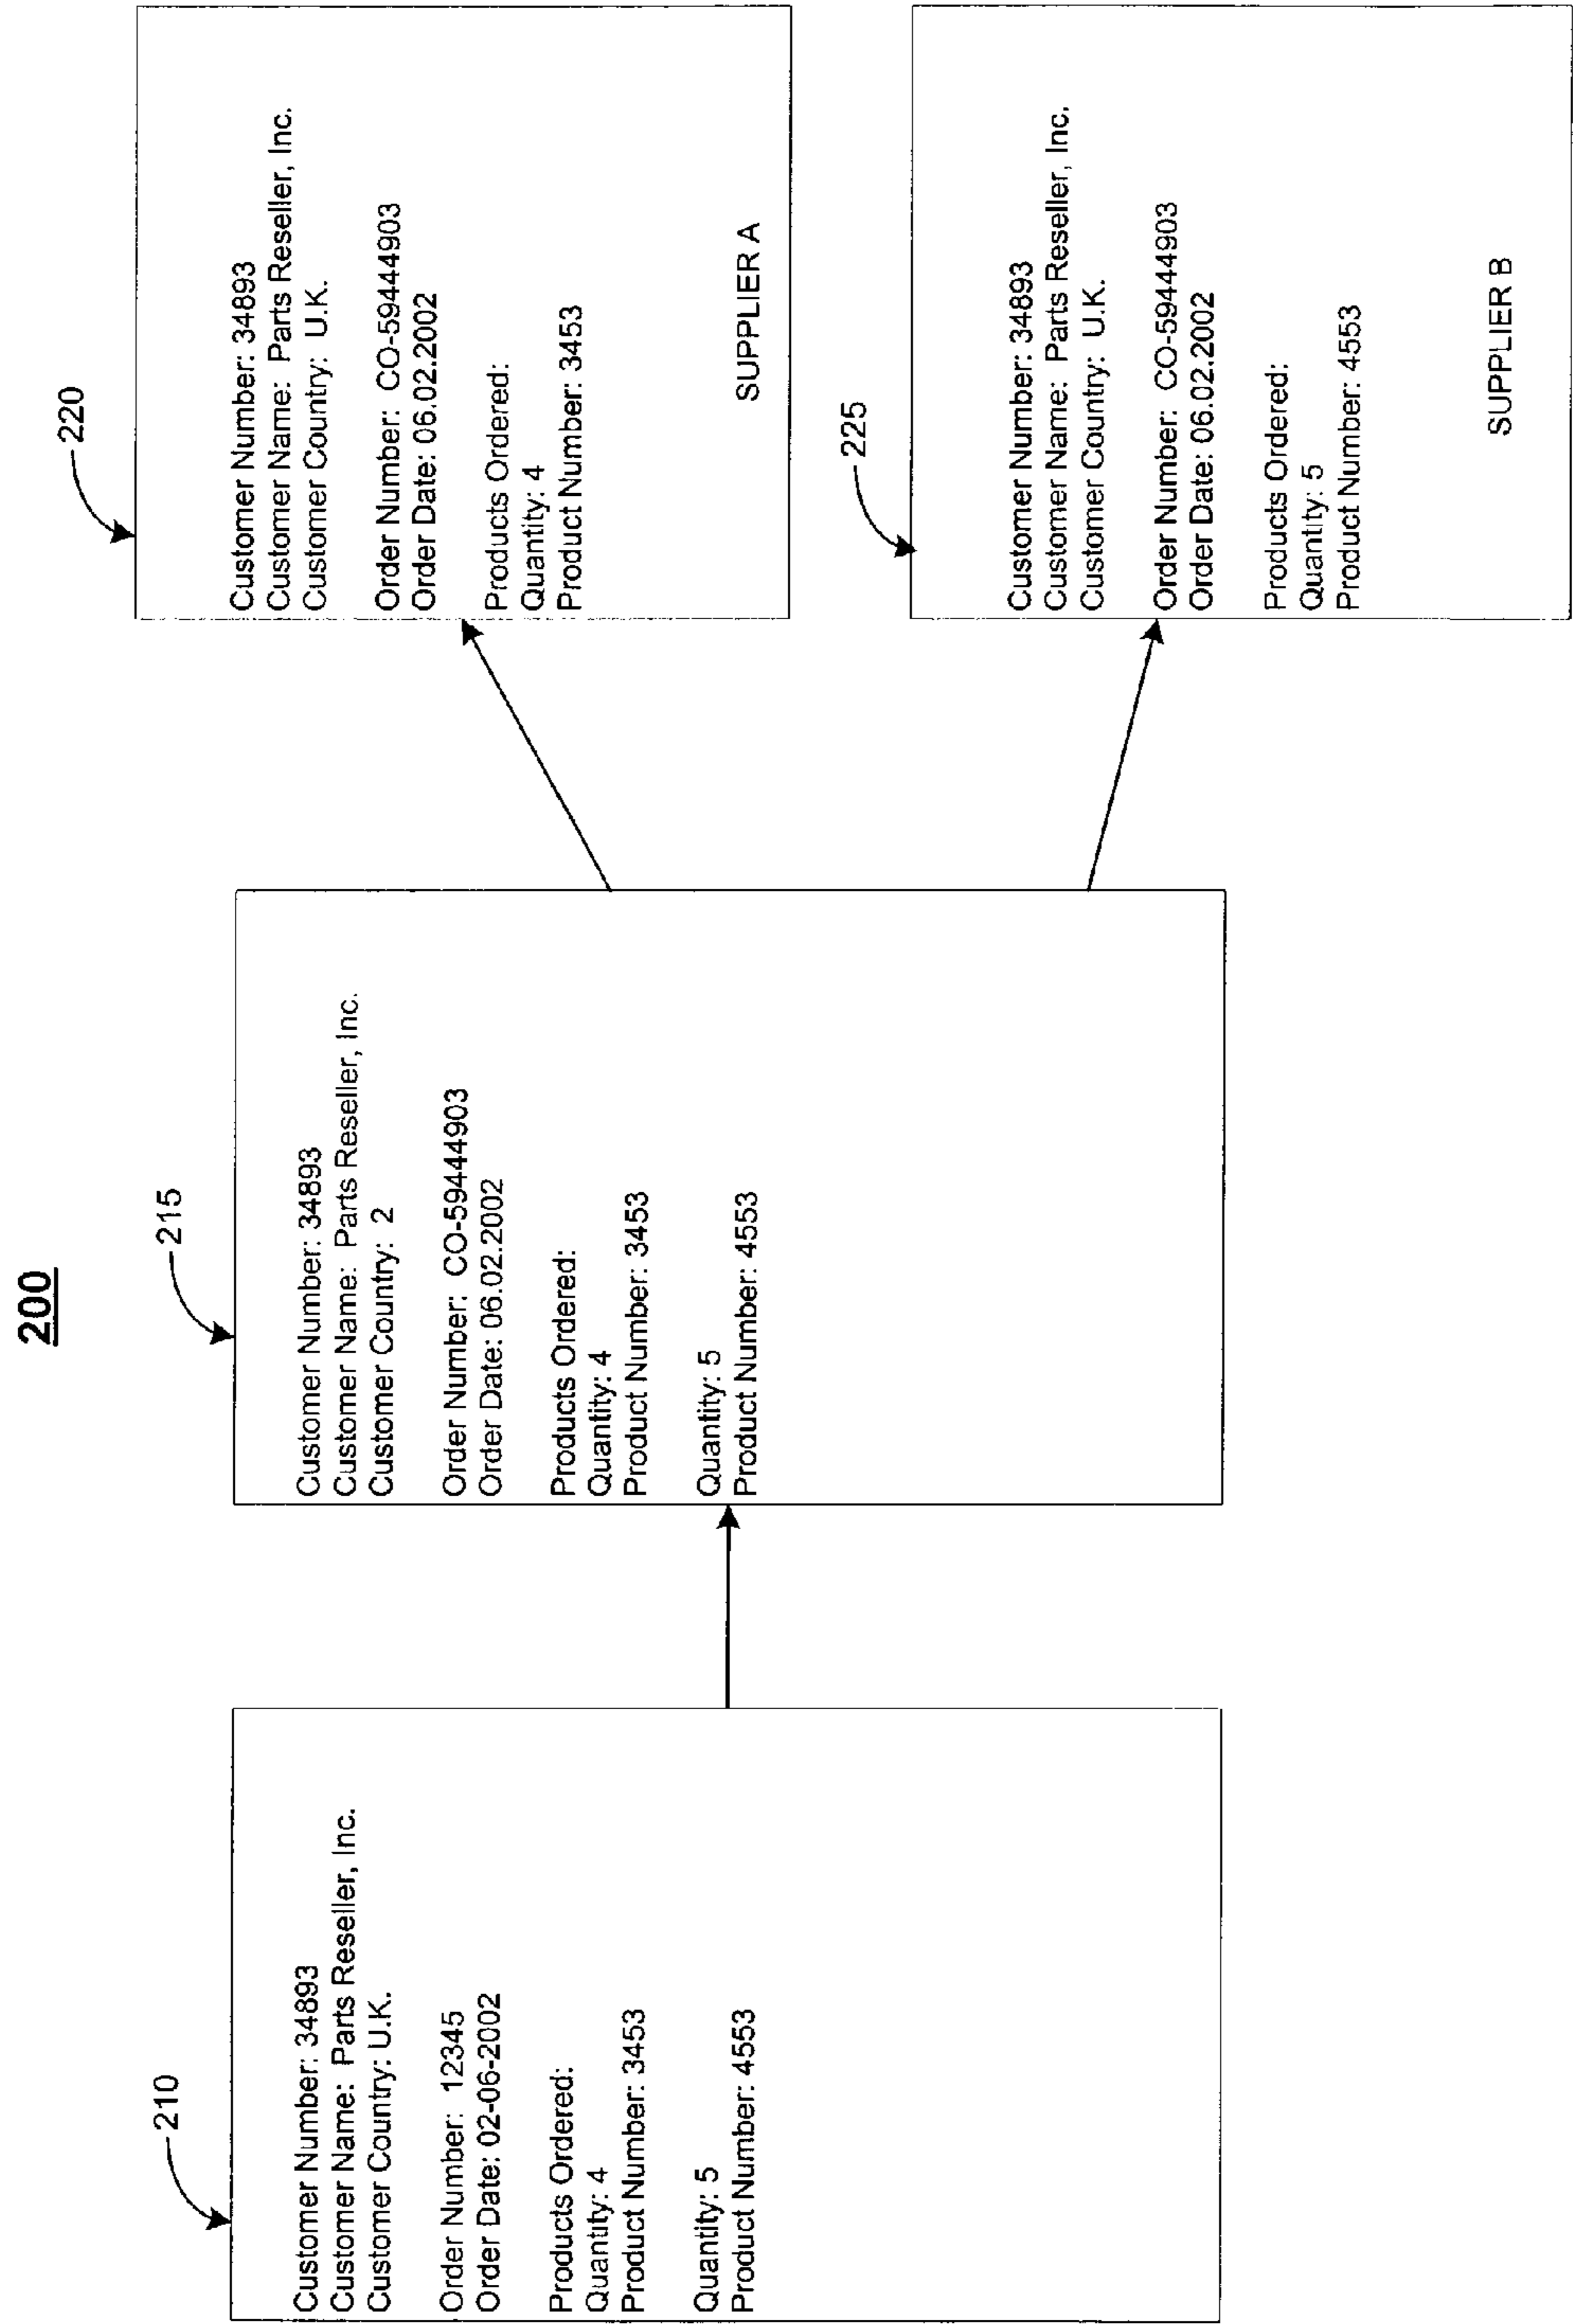 200
210
Customer Number: 34893
Customer Name: Parts Reseller, Inc.
Customer Country: U.K.
Order Number: 12345
Order Date: 02-06-2002
Products Ordered:
Quantity: 4
Product Number: 3453
Quantity: 5
Product Number: 4553
215
Customer Number: 34893
Customer Name: Parts Reseller, Inc.
Customer Country: 2
Order Number: CO-59444903
Order Date: 06.02.2002
Products Ordered:
Quantity: 4
Product Number: 3453
Quantity: 5
Product Number: 4553
220
Customer Number: 34893
Customer Name: Parts Reseller, Inc.
Customer Country: U.K.
Order Number: CO-59444903
Order Date: 06.02.2002
Products Ordered:
Quantity: 4
Product Number: 3453
SUPPLIER A
225
Customer Number: 34893
Customer Name: Parts Reseller, Inc.
Customer Country: U.K.
Order Number: CO-59444903
Order Date: 06.02.2002
Products Ordered:
Quantity: 5
Product Number: 4553
SUPPLIER B